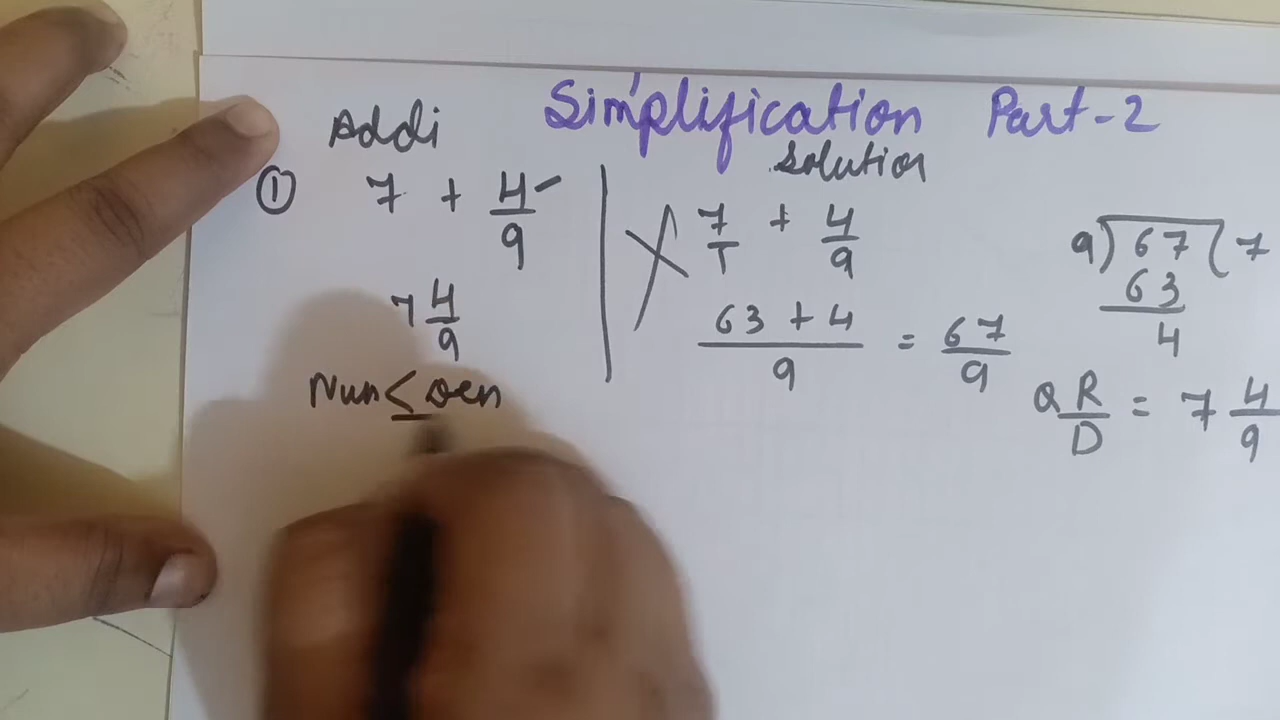 Simplification Part-2
Addi
Solution
① 7 + 4/9
7 4/9
Num < Den
7/1 + 4/9
63 + 4/9 = 67/9
9) 67 (7
63
4
Q R/D = 7 4/9